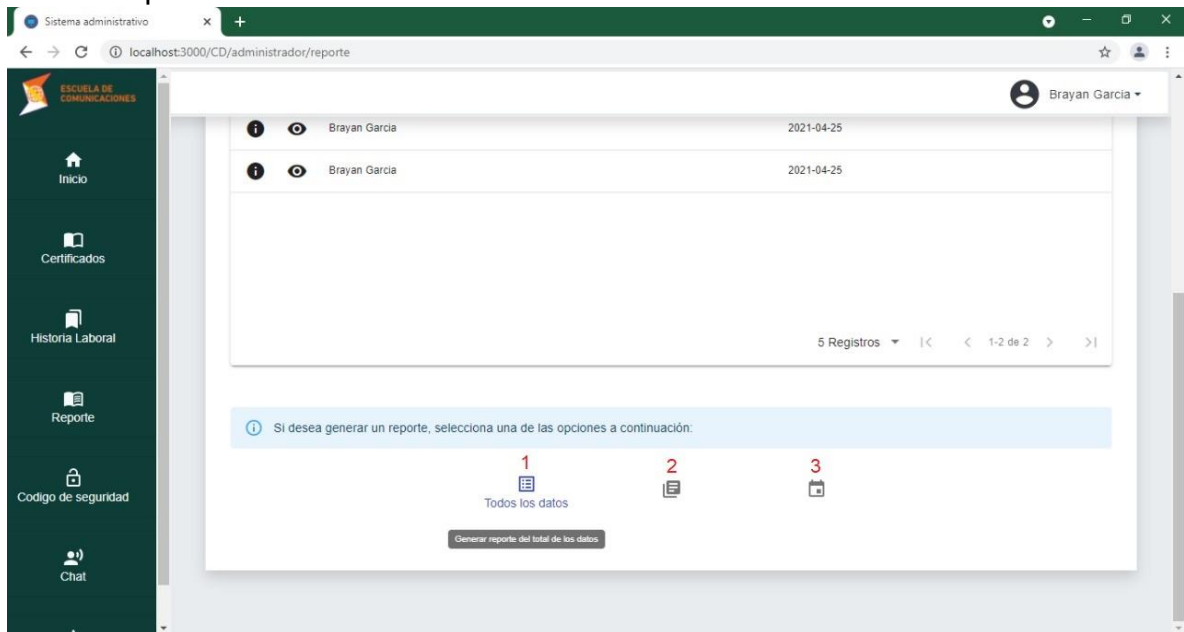 Sistema administrativo
localhost:3000/CD/administrador/reporte
ESCUELA DE
COMUNICACIONES
Brayan Garcia
Brayan Garcia 2021-04-25
Brayan Garcia 2021-04-25
Inicio
Certificados
Historia Laboral
5 Registros 1-2 de 2
Reporte
Si desea generar un reporte, selecciona una de las opciones a continuación:
1 2 3
Todos los datos
Codigo de seguridad
Generar reporte del total de los datos
Chat